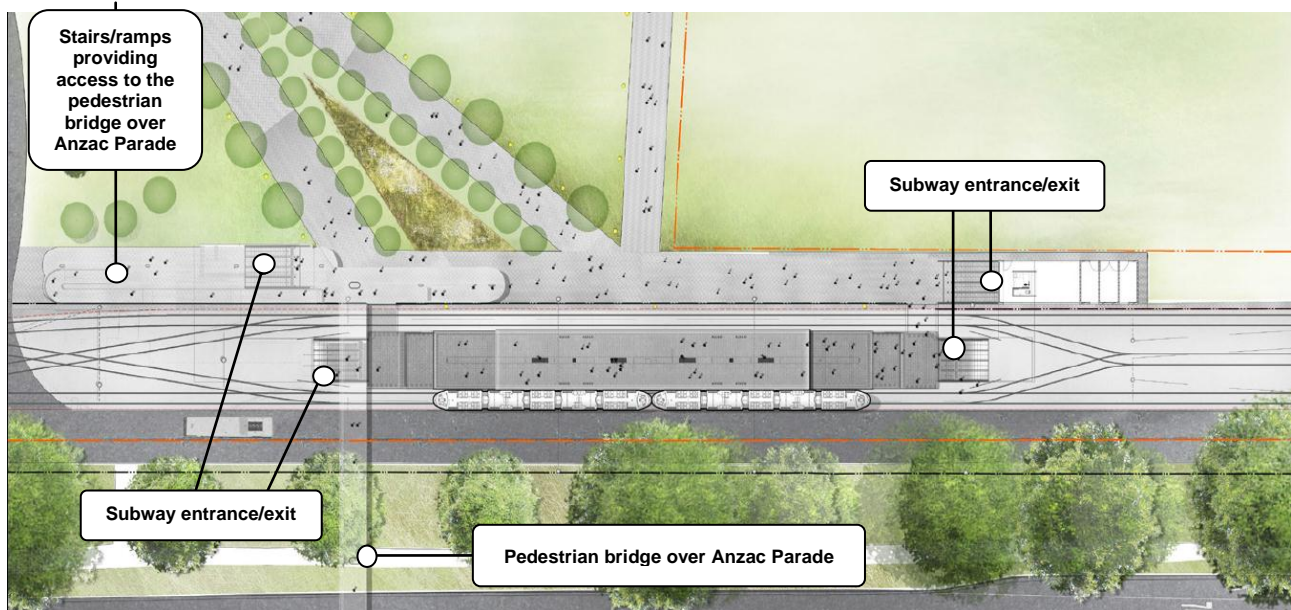 Stairs/ramps
providing
access to the
pedestrian
bridge over
Anzac Parade
Subway entrance/exit
Subway entrance/exit
Pedestrian bridge over Anzac Parade